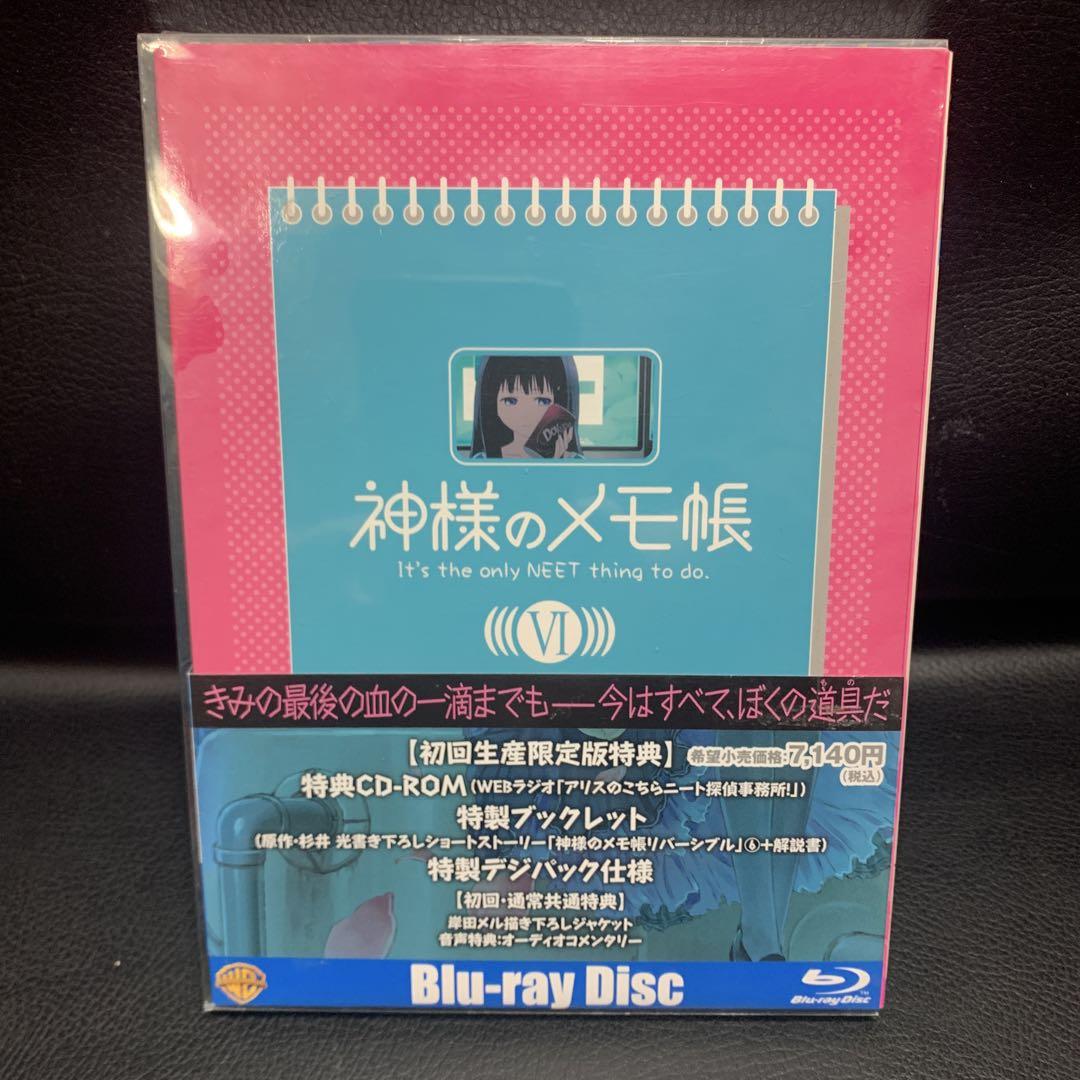 Dokupe
神様のメモ帳
It's the only NEET thing to do.
VI
きみの最後の血の一滴までも――今はすべて、ぼくの道具だ
もの
【初回生産限定版特典】 希望小売価格:7,140円
(税込)
特典CD-ROM(WEBラジオ「アリスのこちらニート探偵事務所!」)
特製ブックレット
(原作・杉井 光書き下ろしショートストーリー「神様のメモ帳リバーシブル」⑥+解説書)
特製デジパック仕様
【初回・通常共通特典】
岸田メル描き下ろしジャケット
音声特典:オーディオコメンタリー
WB
Blu-ray Disc
Blu-ray Disc
TM